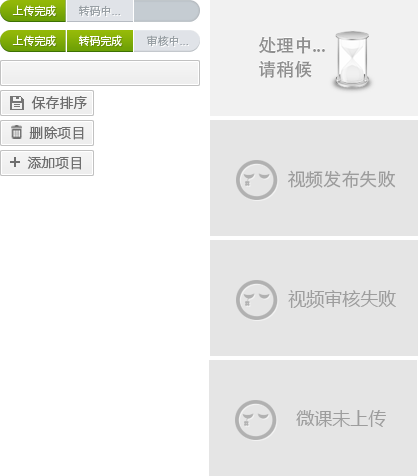 上传完成 转码中...
上传完成 转码完成 审核中...
保存排序
删除项目
添加项目
处理中...
请稍候
视频发布失败
视频审核失败
微课未上传